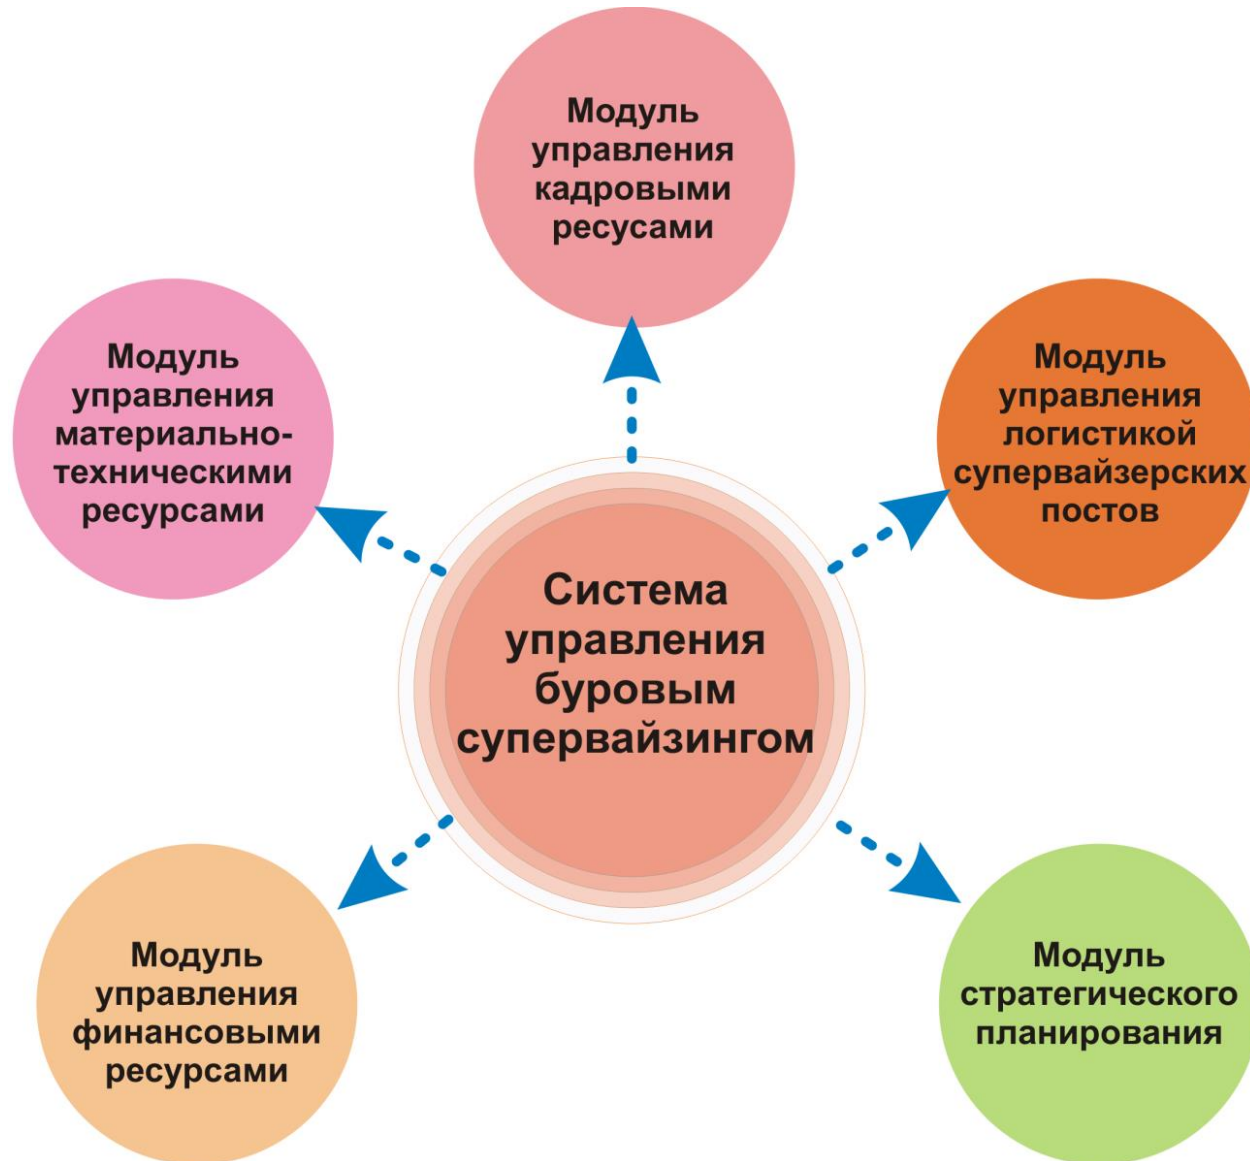 Модуль
управления
кадровыми
ресусами
Модуль
управления
материально-
техническими
ресурсами
Модуль
управления
логистикой
супервайзерских
постов
Система
управления
буровым
супервайзингом
Модуль
управления
финансовыми
ресурсами
Модуль
стратегического
планирования